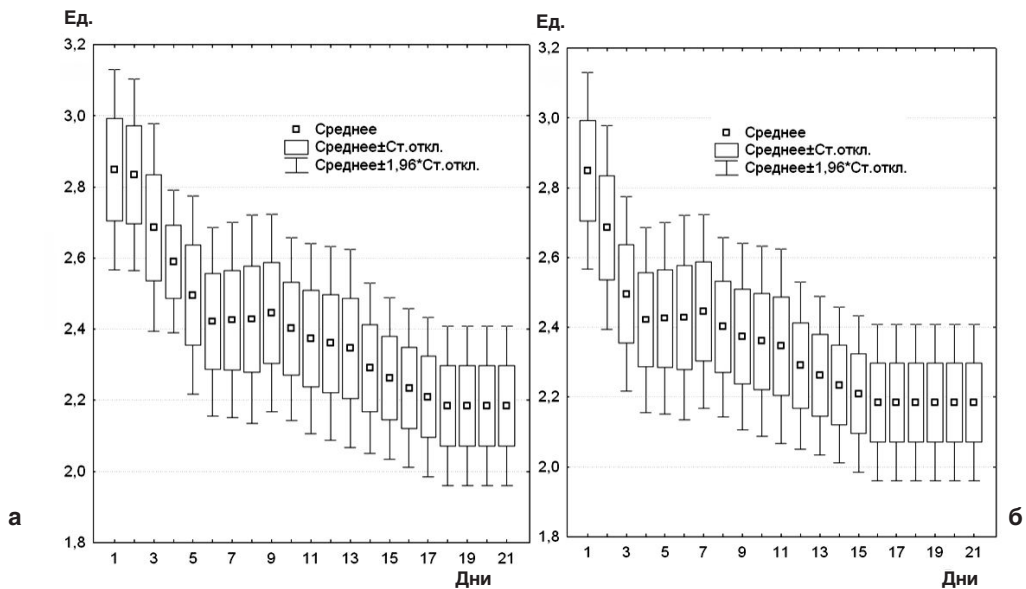 Ед.
3,2
3,0
2,8
2,6
2,4
2,2
2,0
1,8
Среднее
Среднее±Ст.откл.
Среднее±1,96*Ст.откл.
1 3 5 7 9 11 13 15 17 19 21
Дни
а
Ед.
3,2
3,0
2,8
2,6
2,4
2,2
2,0
1,8
Среднее
Среднее±Ст.откл.
Среднее±1,96*Ст.откл.
1 3 5 7 9 11 13 15 17 19 21
Дни
б